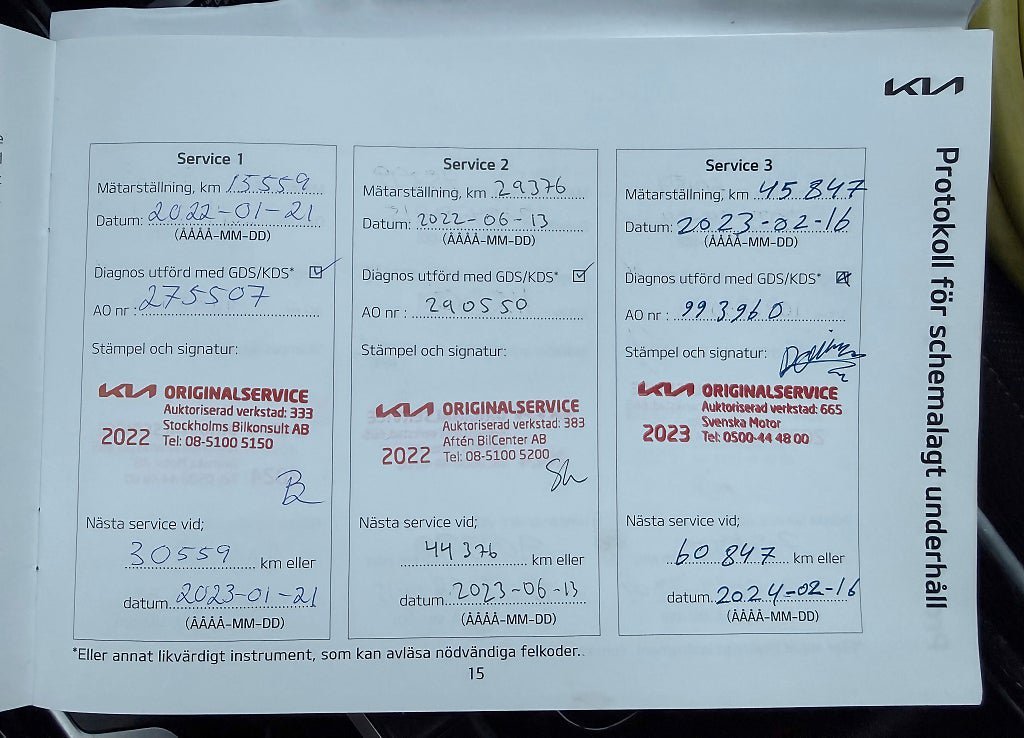 KIA
Protokoll för schemalagt underhåll
Service 1
Mätarställning, km 15559
Datum: 2022-01-21
(ÅÅÅÅ-MM-DD)
Diagnos utförd med GDS/KDS*
AO nr : 275507
Stämpel och signatur:
KIA ORIGINALSERVICE
Auktoriserad verkstad: 333
Stockholms Bilkonsult AB
2022 Tel: 08-5100 5150
Nästa service vid;
30559 km eller
datum 2023-01-21
(ÅÅÅÅ-MM-DD)
Service 2
Mätarställning, km 29376
Datum: 2022-06-13
(ÅÅÅÅ-MM-DD)
Diagnos utförd med GDS/KDS*
AO nr : 290550
Stämpel och signatur:
KIA ORIGINALSERVICE
Auktoriserad verkstad: 383
Aftén BilCenter AB
2022 Tel: 08-5100 5200
Nästa service vid;
44376 km eller
datum 2023-06-13
(ÅÅÅÅ-MM-DD)
Service 3
Mätarställning, km 45847
Datum: 2023-02-16
(ÅÅÅÅ-MM-DD)
Diagnos utförd med GDS/KDS*
AO nr : 993960
Stämpel och signatur:
KIA ORIGINALSERVICE
Auktoriserad verkstad: 665
Svenska Motor
2023 Tel: 0500-44 48 00
Nästa service vid;
60847 km eller
datum. 2024-02-16
(ÅÅÅÅ-MM-DD)
*Eller annat likvärdigt instrument, som kan avläsa nödvändiga felkoder.
15